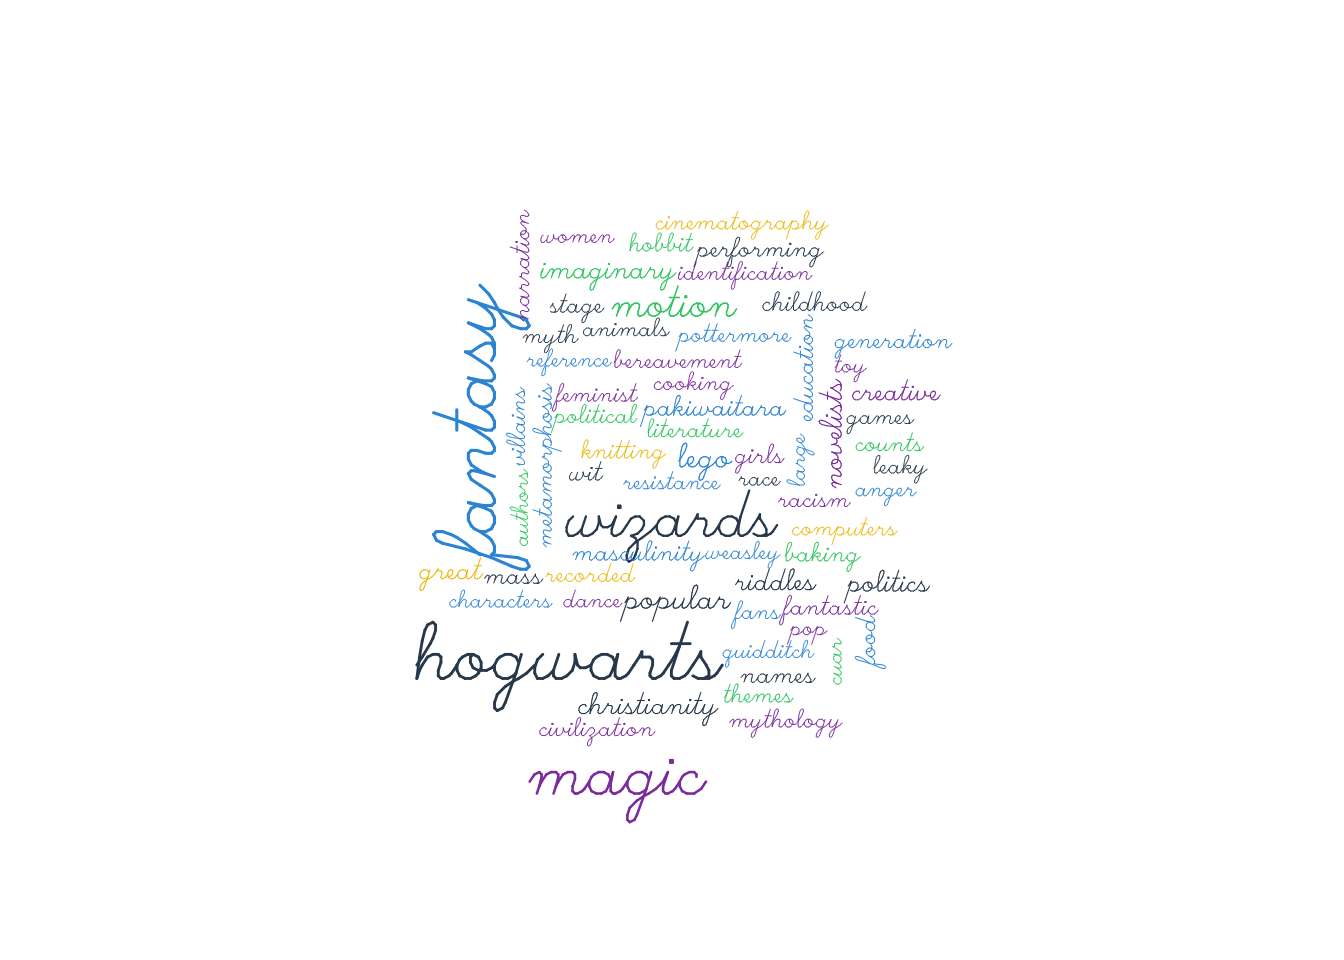 cinematography
narration
women
hobbit
performing
imaginary
identification
fantasy
stage
motion
childhood
myth
animals
pottermore
education
generation
reference
bereavement
toy
villains
metamorphosis
feminist
cooking
novelists
creative
political
pakiwaitara
games
literature
large
counts
knitting
lego
girls
leaky
authors
wit
resistance
race
anger
racism
wizards
computers
masculinity
weasley
baking
great
mass
recorded
riddles
politics
characters
dance
popular
fans
fantastic
pop
food
hogwarts
quidditch
cuar
names
themes
christianity
mythology
civilization
magic